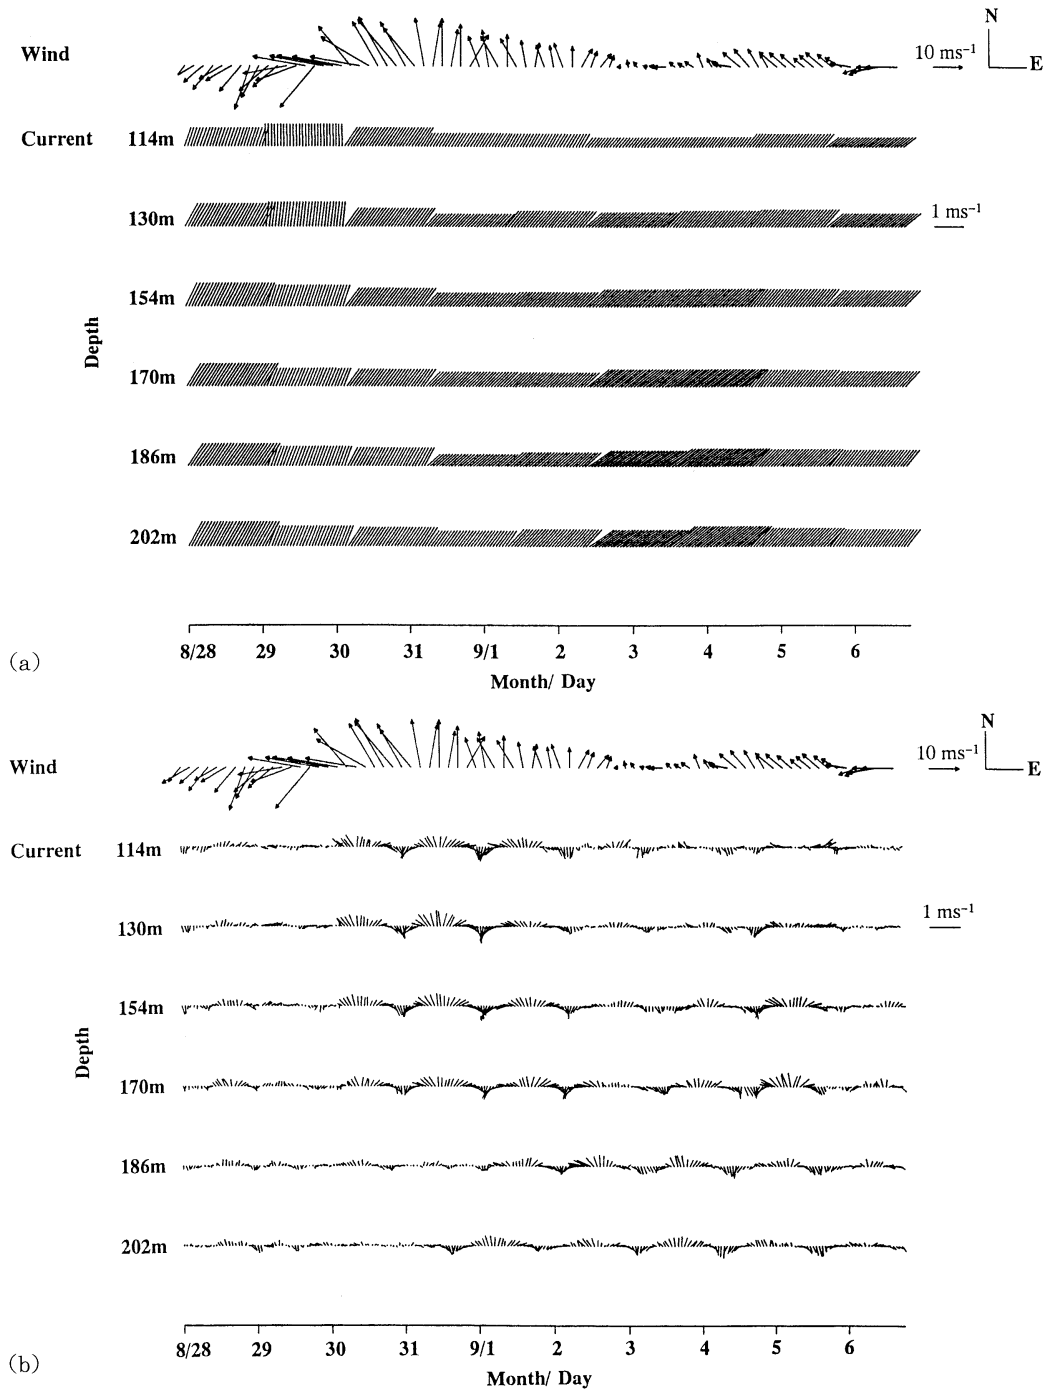 N
Wind
10 ms⁻¹
E
Current
114m
130m
1 ms⁻¹
154m
Depth
170m
186m
202m
8/28 29 30 31 9/1 2 3 4 5 6
(a)
Month/ Day
N
Wind
10 ms⁻¹
E
Current
114m
130m
1 ms⁻¹
154m
Depth
170m
186m
202m
8/28 29 30 31 9/1 2 3 4 5 6
(b)
Month/ Day